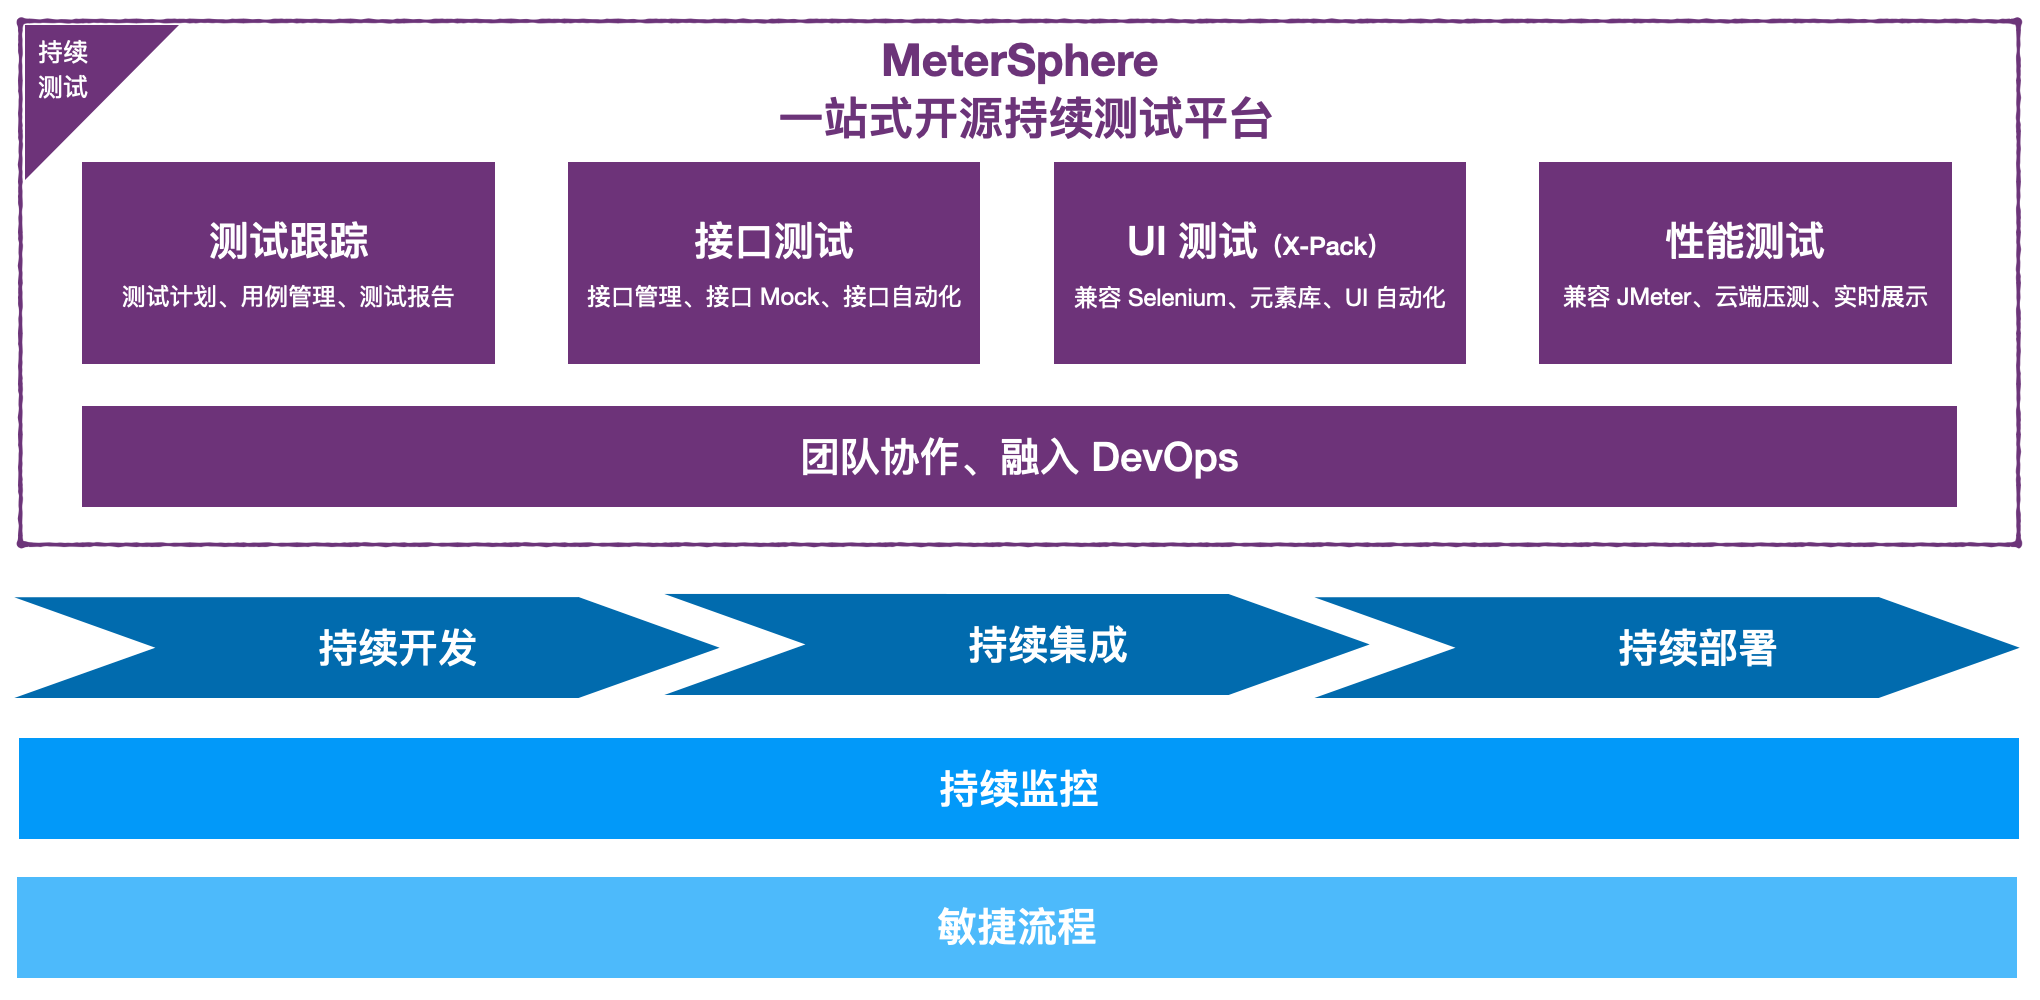 持续
测试
MeterSphere
一站式开源持续测试平台
测试跟踪
测试计划、用例管理、测试报告
接口测试
接口管理、接口 Mock、接口自动化
UI 测试（X-Pack）
兼容 Selenium、元素库、UI 自动化
性能测试
兼容 JMeter、云端压测、实时展示
团队协作、融入 DevOps
持续开发
持续集成
持续部署
持续监控
敏捷流程